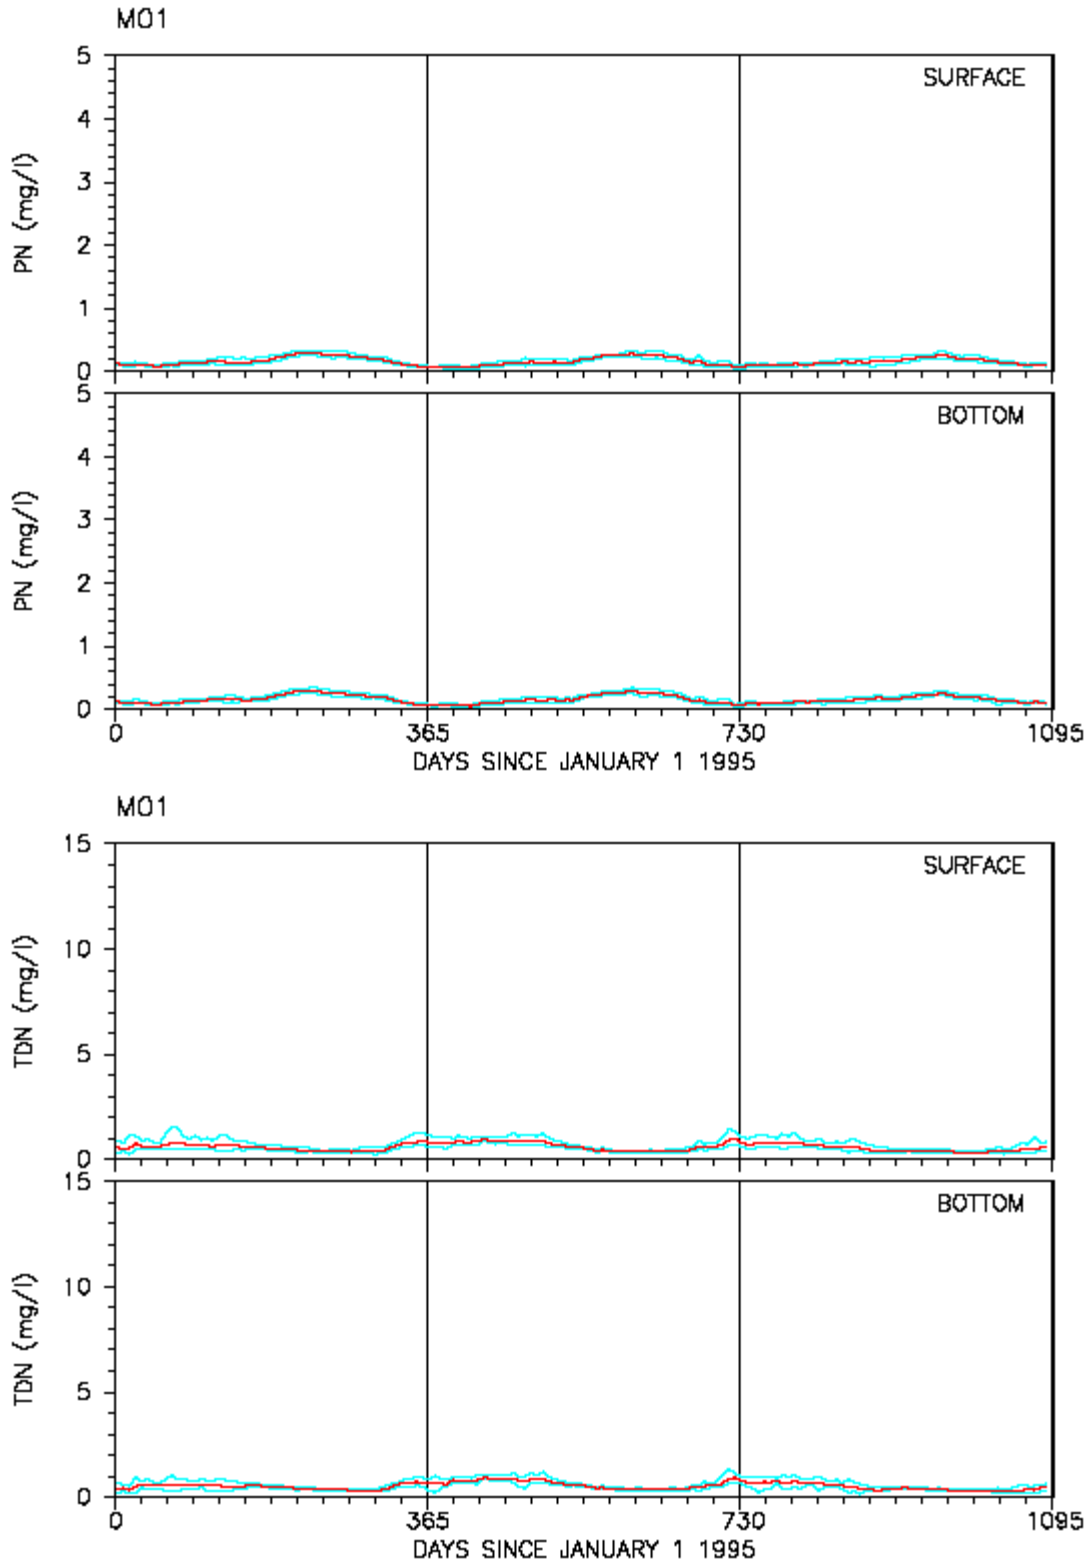 MO1
5
SURFACE
4
3
PN (mg/l)
2
1
0
5
BOTTOM
4
3
PN (mg/l)
2
1
0
0 365 730 1095
DAYS SINCE JANUARY 1 1995
MO1
15
SURFACE
10
TDN (mg/l)
5
0
15
BOTTOM
10
TDN (mg/l)
5
0
0 365 730 1095
DAYS SINCE JANUARY 1 1995